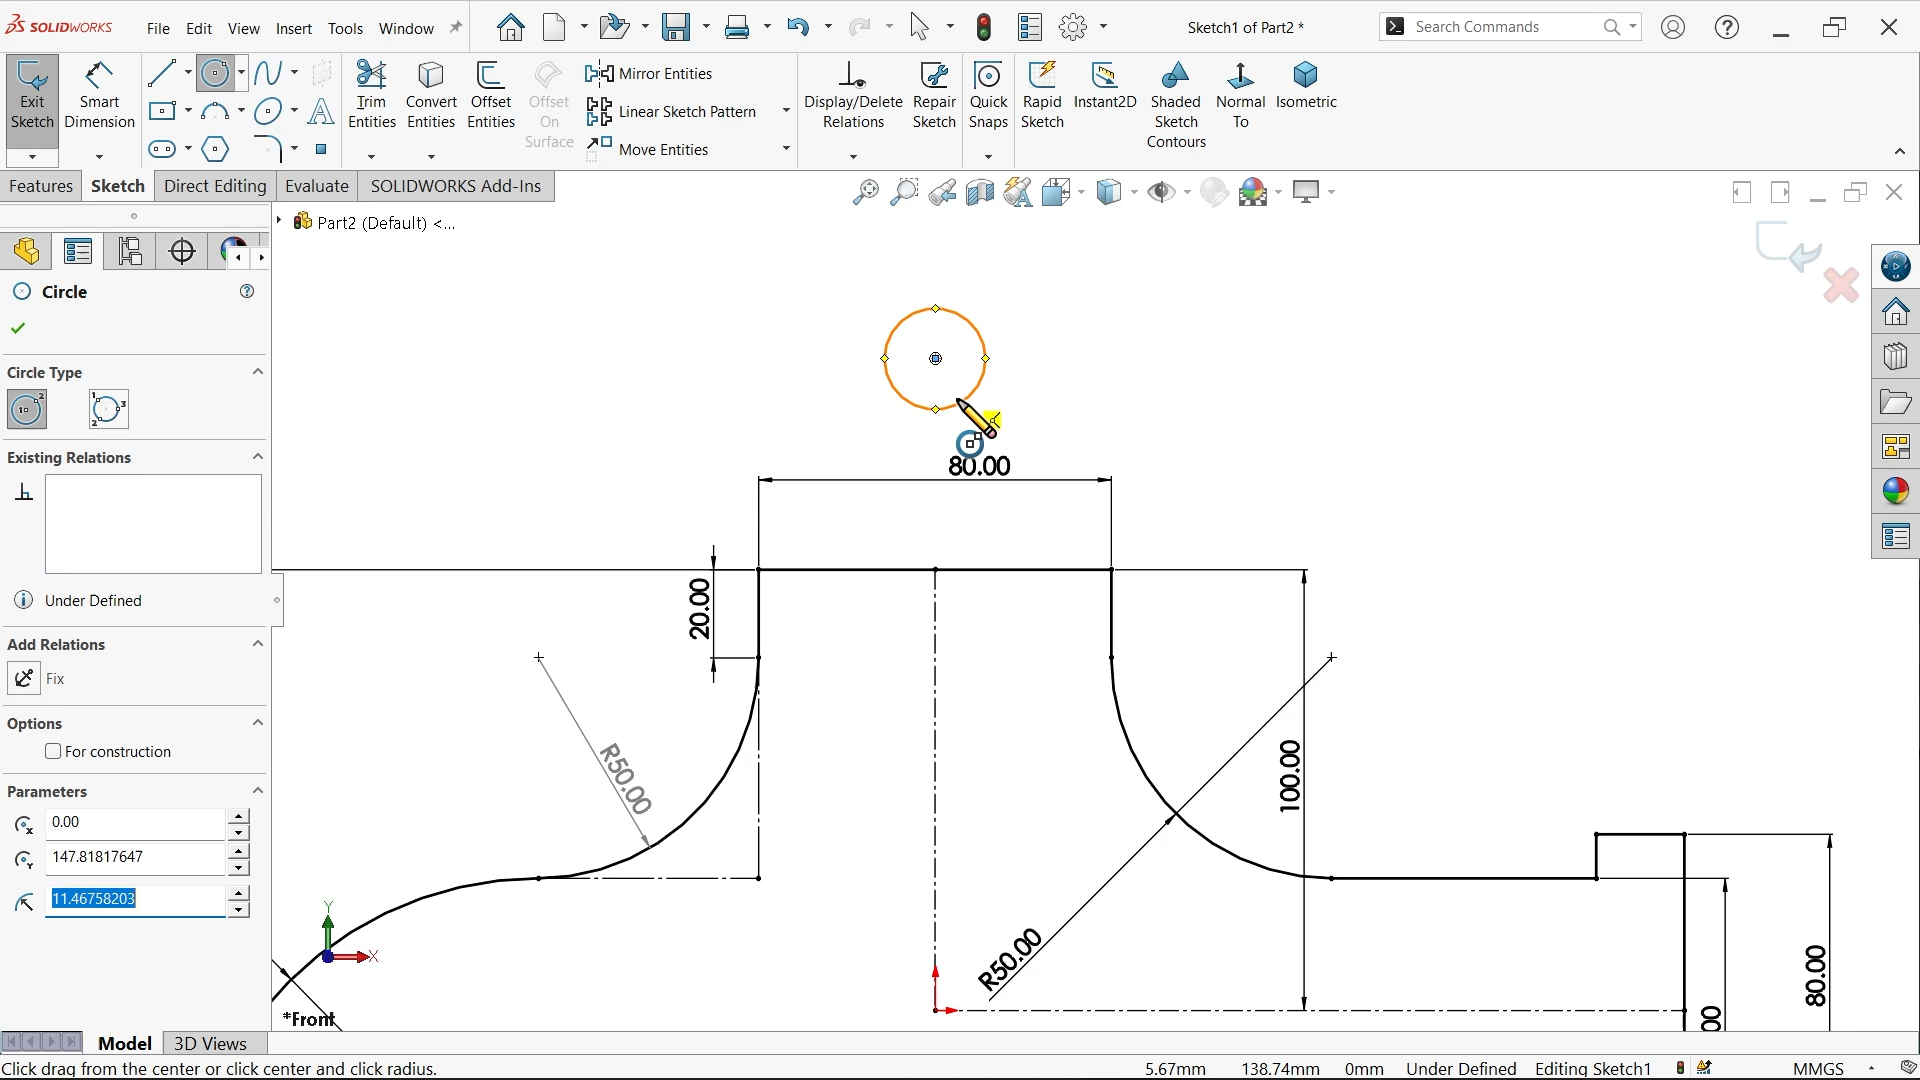 SOLIDWORKS
File Edit View Insert Tools Window
Sketch1 of Part2 *
Search Commands
Exit Sketch
Smart Dimension
Trim Entities
Convert Entities
Offset Entities
Offset On Surface
Mirror Entities
Linear Sketch Pattern
Move Entities
Display/Delete Relations
Repair Sketch
Quick Snaps
Rapid Sketch
Instant2D
Shaded Sketch Contours
Normal To
Isometric
Features Sketch Direct Editing Evaluate SOLIDWORKS Add-Ins
Part2 (Default) <...
Circle
Circle Type
Existing Relations
Under Defined
Add Relations
Fix
Options
For construction
Parameters
0.00
147.81817647
11.46758203
80.00
20.00
R50.00
100.00
R50.00
80.00
00
Y
X
*Front
Model 3D Views
Click drag from the center or click center and click radius.
5.67mm 138.74mm 0mm Under Defined Editing Sketch1 MMGS